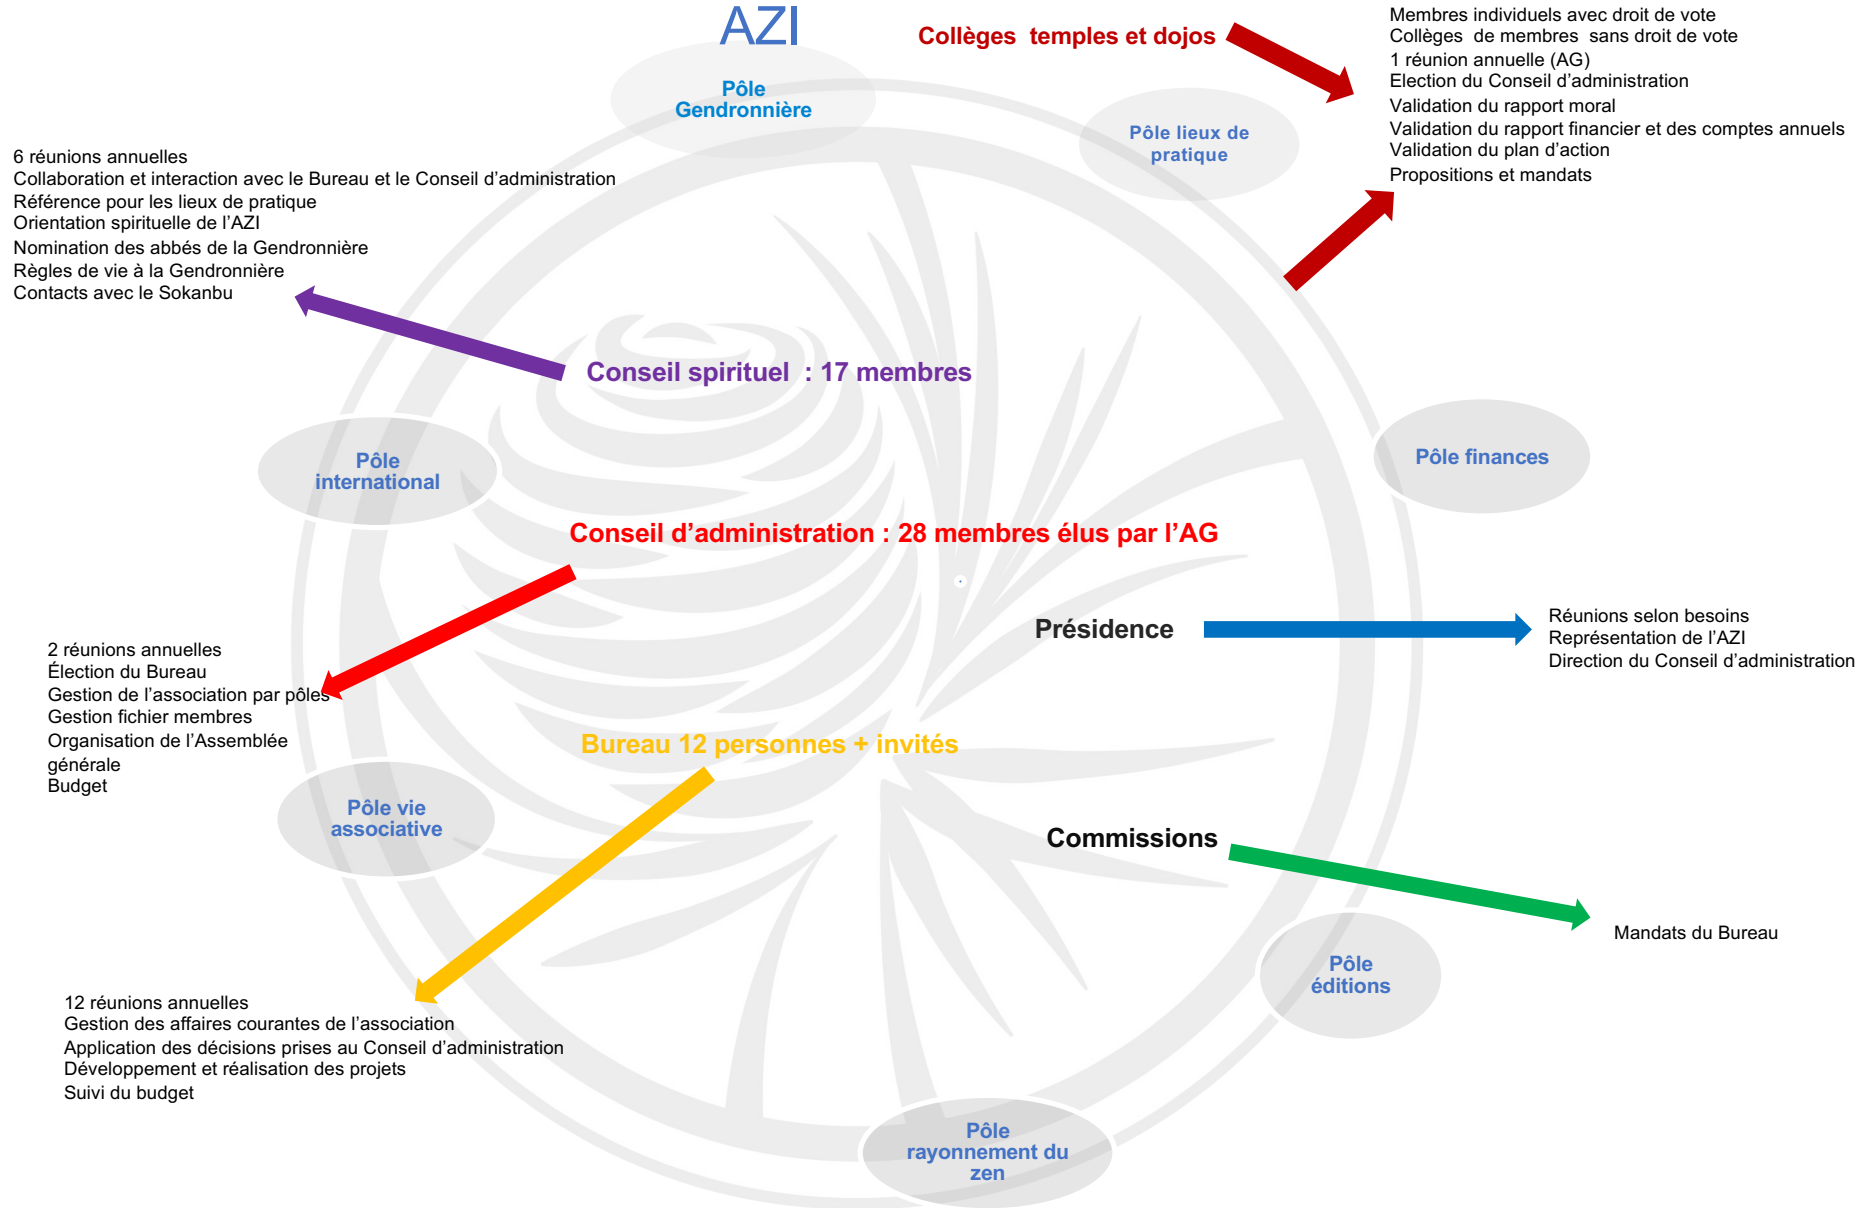 AZI
Collèges  temples et dojos
Membres individuels avec droit de vote
Collèges  de membres  sans droit de vote
1 réunion annuelle (AG)
Election du Conseil d’administration
Validation du rapport moral
Validation du rapport financier et des comptes annuels
Validation du plan d’action
Propositions et mandats
Pôle
Gendronnière
Pôle lieux de
pratique
6 réunions annuelles
Collaboration et interaction avec le Bureau et le Conseil d’administration
Référence pour les lieux de pratique
Orientation spirituelle de l’AZI
Nomination des abbés de la Gendronnière
Règles de vie à la Gendronnière
Contacts avec le Sokanbu
Conseil spirituel  : 17 membres
Pôle
international
Pôle finances
Conseil d’administration : 28 membres élus par l’AG
Présidence
Réunions selon besoins
Représentation de l’AZI
Direction du Conseil d’administration
2 réunions annuelles
Élection du Bureau
Gestion de l’association par pôles
Gestion fichier membres
Organisation de l’Assemblée
générale
Budget
Bureau 12 personnes + invités
Pôle vie
associative
Commissions
Mandats du Bureau
Pôle
éditions
12 réunions annuelles
Gestion des affaires courantes de l’association
Application des décisions prises au Conseil d’administration
Développement et réalisation des projets
Suivi du budget
Pôle
rayonnement du
zen